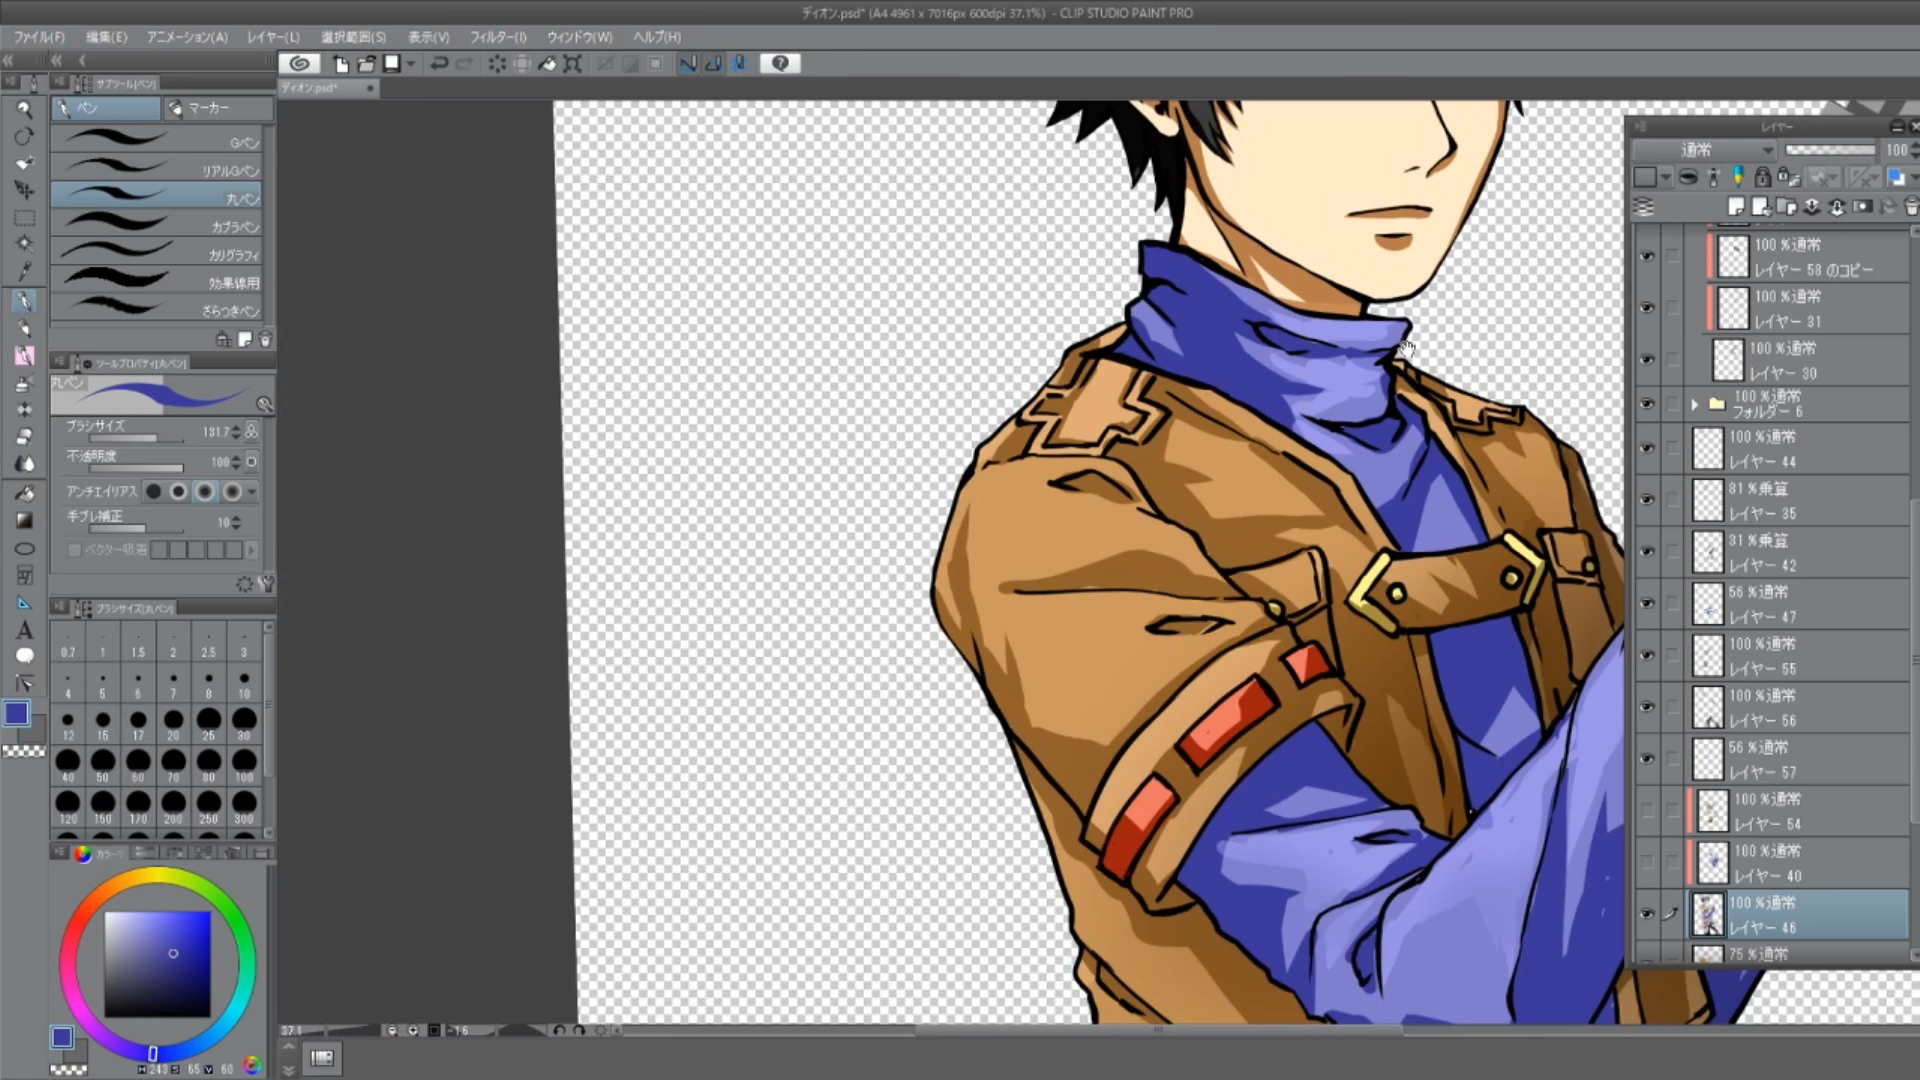 ディオン.psd* (A4 4961 x 7016px 600dpi 37.1%) - CLIP STUDIO PAINT PRO
ファイル(F) 編集(E) アニメーション(A) レイヤー(L) 選択範囲(S) 表示(V) フィルター(I) ウィンドウ(W) ヘルプ(H)
ディオン.psd*
サブツール[ペン]
ペン マーカー
Gペン
リアルGペン
丸ペン
カブラペン
カリグラフィ
効果線用
ざらつきペン
ツールプロパティ[丸ペン]
丸ペン
ブラシサイズ 131.7
不透明度 100
アンチエイリアス
手ブレ補正 10
ベクター吸着
ブラシサイズ[丸ペン]
0.7 1 1.5 2 2.5 3
4 5 6 7 8 10
12 15 17 20 25 30
40 50 60 70 80 100
120 150 170 200 250 300
H 243 S 65 V 60
37.1 -1.6
レイヤー
通常 100
100 %通常
レイヤー 58 のコピー
100 %通常
レイヤー 31
100 %通常
レイヤー 30
100 %通常
フォルダー 6
100 %通常
レイヤー 44
81 %乗算
レイヤー 35
31 %乗算
レイヤー 42
56 %通常
レイヤー 47
100 %通常
レイヤー 55
100 %通常
レイヤー 56
56 %通常
レイヤー 57
100 %通常
レイヤー 54
100 %通常
レイヤー 40
100 %通常
レイヤー 46
75 %通常